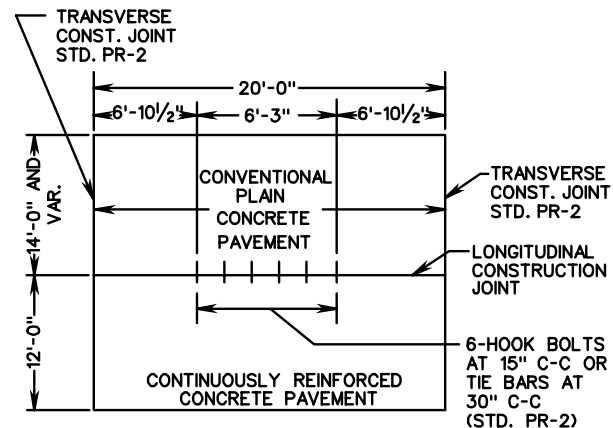 TRANSVERSE
CONST. JOINT
STD. PR-2
20'-0"
6'-10½"
6'-3"
6'-10½"
14'-0" AND
VAR.
CONVENTIONAL
PLAIN
CONCRETE
PAVEMENT
TRANSVERSE
CONST. JOINT
STD. PR-2
LONGITUDINAL
CONSTRUCTION
JOINT
12'-0"
CONTINUOUSLY REINFORCED
CONCRETE PAVEMENT
6-HOOK BOLTS
AT 15" C-C OR
TIE BARS AT
30" C-C
(STD. PR-2)